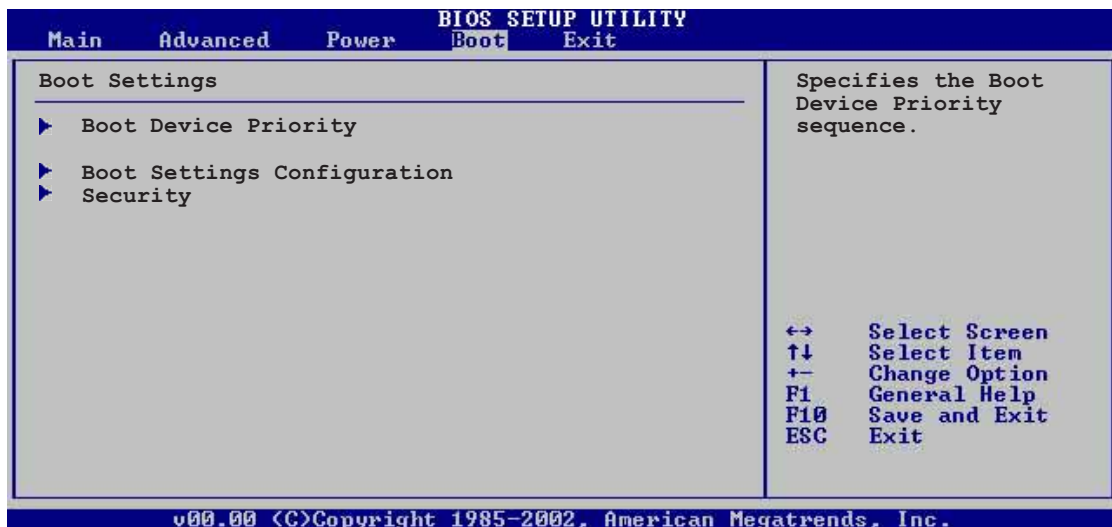 BIOS SETUP UTILITY
Main Advanced Power Boot Exit
Boot Settings
Boot Device Priority
Boot Settings Configuration
Security
Specifies the Boot
Device Priority
sequence.
←→ Select Screen
↑↓ Select Item
+- Change Option
F1 General Help
F10 Save and Exit
ESC Exit
v00.00 (C)Copyright 1985-2002, American Megatrends, Inc.